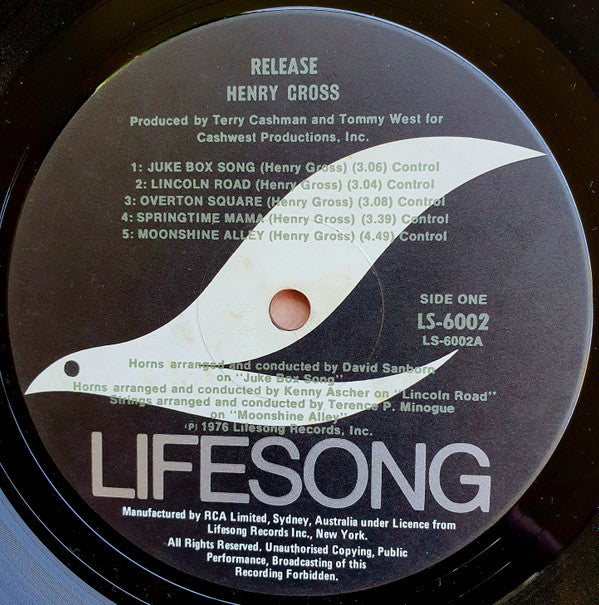 RELEASE
HENRY GROSS
Produced by Terry Cashman and Tommy West for
Cashwest Productions, Inc.
1: JUKE BOX SONG (Henry Gross) (3.06) Control
2: LINCOLN ROAD (Henry Gross) (3.04) Control
3: OVERTON SQUARE (Henry Gross) (3.08) Control
4: SPRINGTIME MAMA (Henry Gross) (3.39) Control
5: MOONSHINE ALLEY (Henry Gross) (4.49) Control
SIDE ONE
LS-6002
LS-6002A
Horns arranged and conducted by David Sanborn
on "Juke Box Song"
Horns arranged and conducted by Kenny Ascher on "Lincoln Road"
Strings arranged and conducted by Terence P. Minogue
on "Moonshine Alley"
(P) 1976 Lifesong Records, Inc.
LIFESONG
Manufactured by RCA Limited, Sydney, Australia under Licence from
Lifesong Records Inc., New York.
All Rights Reserved. Unauthorised Copying, Public
Performance, Broadcasting of this
Recording Forbidden.